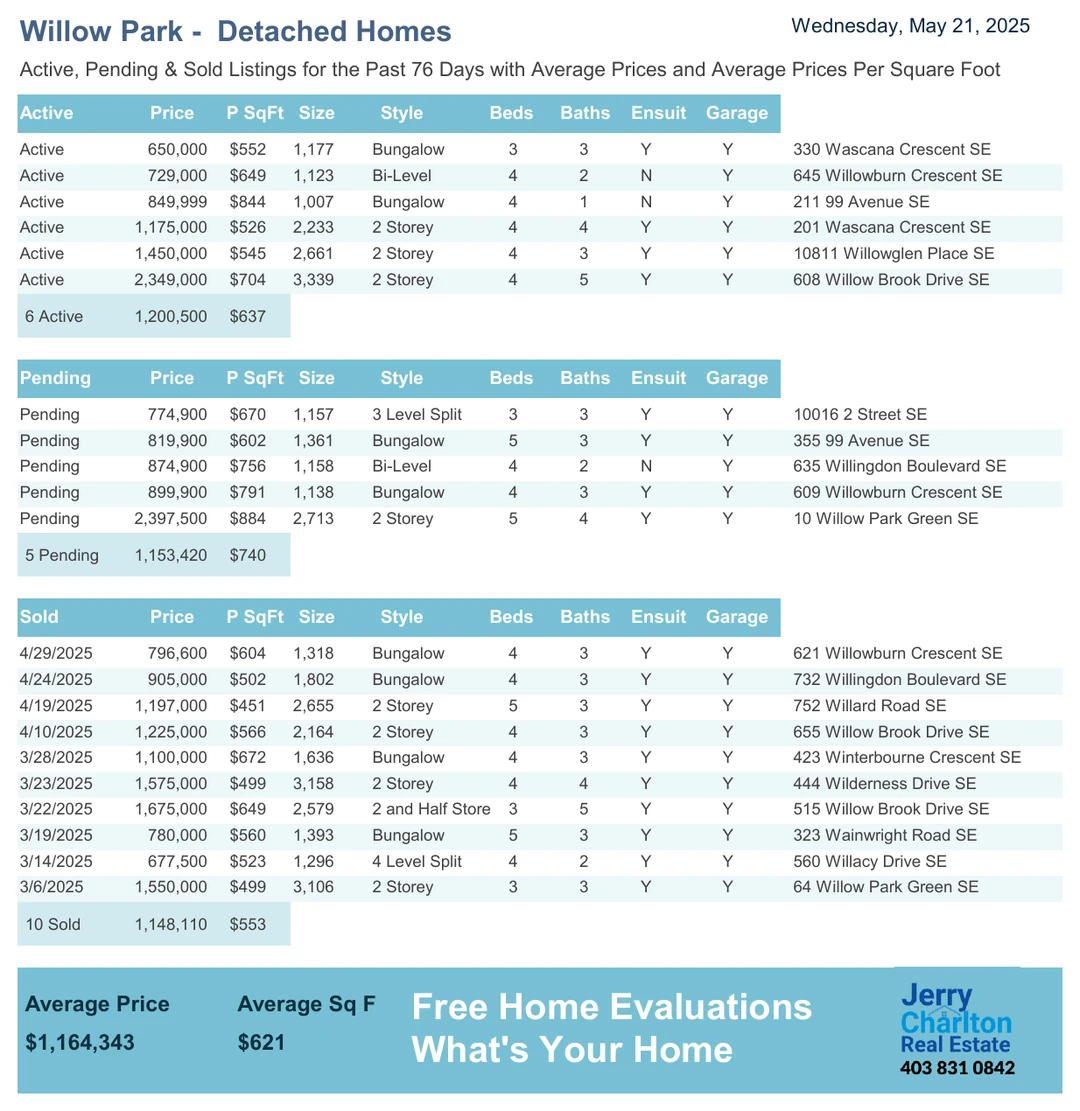 Willow Park - Detached Homes
Wednesday, May 21, 2025
Active, Pending & Sold Listings for the Past 76 Days with Average Prices and Average Prices Per Square Foot
Active Price P SqFt Size Style Beds Baths Ensuit Garage
Active 650,000 $552 1,177 Bungalow 3 3 Y Y 330 Wascana Crescent SE
Active 729,000 $649 1,123 Bi-Level 4 2 N Y 645 Willowburn Crescent SE
Active 849,999 $844 1,007 Bungalow 4 1 N Y 211 99 Avenue SE
Active 1,175,000 $526 2,233 2 Storey 4 4 Y Y 201 Wascana Crescent SE
Active 1,450,000 $545 2,661 2 Storey 4 3 Y Y 10811 Willowglen Place SE
Active 2,349,000 $704 3,339 2 Storey 4 5 Y Y 608 Willow Brook Drive SE
6 Active 1,200,500 $637
Pending Price P SqFt Size Style Beds Baths Ensuit Garage
Pending 774,900 $670 1,157 3 Level Split 3 3 Y Y 10016 2 Street SE
Pending 819,900 $602 1,361 Bungalow 5 3 Y Y 355 99 Avenue SE
Pending 874,900 $756 1,158 Bi-Level 4 2 N Y 635 Willingdon Boulevard SE
Pending 899,900 $791 1,138 Bungalow 4 3 Y Y 609 Willowburn Crescent SE
Pending 2,397,500 $884 2,713 2 Storey 5 4 Y Y 10 Willow Park Green SE
5 Pending 1,153,420 $740
Sold Price P SqFt Size Style Beds Baths Ensuit Garage
4/29/2025 796,600 $604 1,318 Bungalow 4 3 Y Y 621 Willowburn Crescent SE
4/24/2025 905,000 $502 1,802 Bungalow 4 3 Y Y 732 Willingdon Boulevard SE
4/19/2025 1,197,000 $451 2,655 2 Storey 5 3 Y Y 752 Willard Road SE
4/10/2025 1,225,000 $566 2,164 2 Storey 4 3 Y Y 655 Willow Brook Drive SE
3/28/2025 1,100,000 $672 1,636 Bungalow 4 3 Y Y 423 Winterbourne Crescent SE
3/23/2025 1,575,000 $499 3,158 2 Storey 4 4 Y Y 444 Wilderness Drive SE
3/22/2025 1,675,000 $649 2,579 2 and Half Store 3 5 Y Y 515 Willow Brook Drive SE
3/19/2025 780,000 $560 1,393 Bungalow 5 3 Y Y 323 Wainwright Road SE
3/14/2025 677,500 $523 1,296 4 Level Split 4 2 Y Y 560 Willacy Drive SE
3/6/2025 1,550,000 $499 3,106 2 Storey 3 3 Y Y 64 Willow Park Green SE
10 Sold 1,148,110 $553
Average Price Average Sq F
$1,164,343 $621
Free Home Evaluations
What's Your Home
Jerry
Charlton
Real Estate
403 831 0842